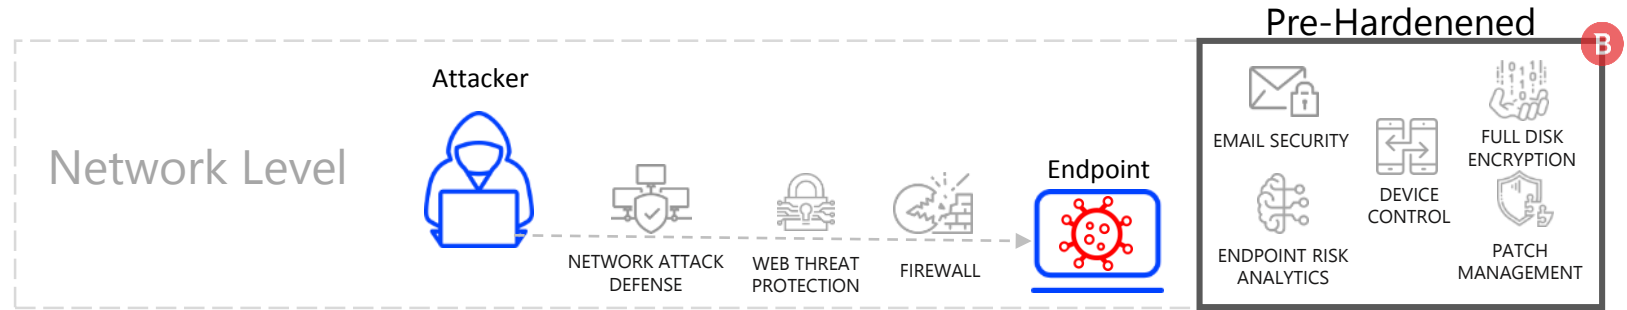 Pre-Hardenened
B
Attacker
Network Level
NETWORK ATTACK
DEFENSE
WEB THREAT
PROTECTION
FIREWALL
Endpoint
EMAIL SECURITY
FULL DISK
ENCRYPTION
DEVICE
CONTROL
ENDPOINT RISK
ANALYTICS
PATCH
MANAGEMENT